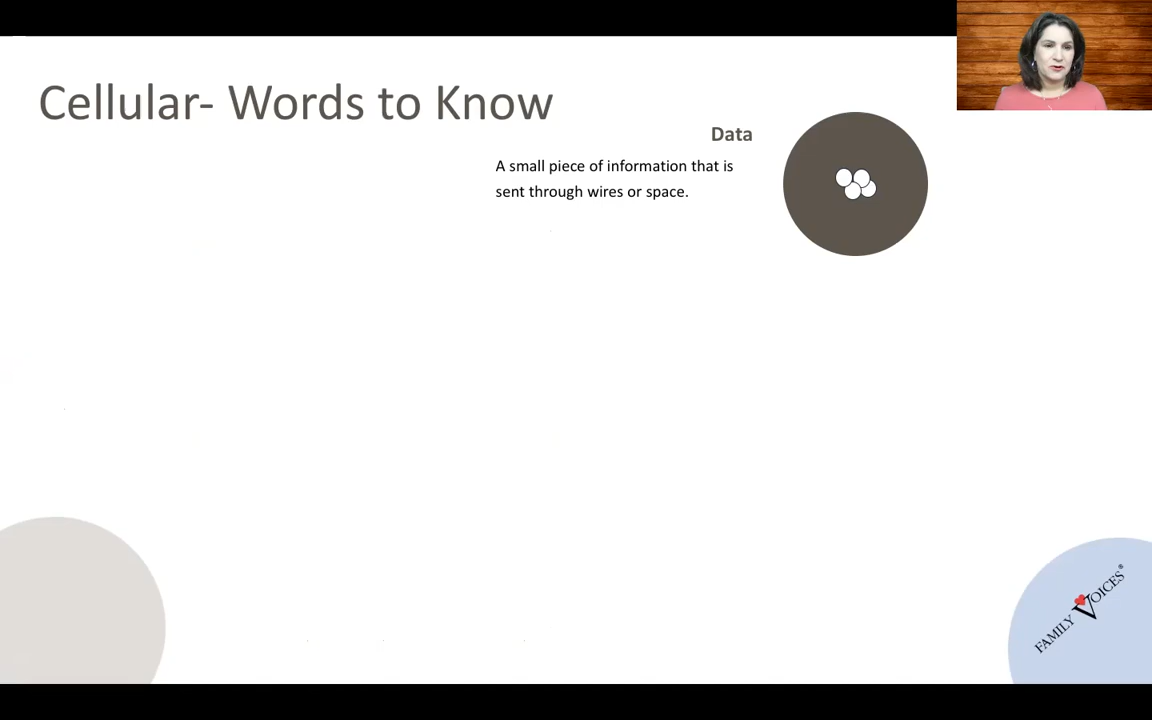 Cellular- Words to Know
Data
A small piece of information that is
sent through wires or space.
FAMILY VOICES®